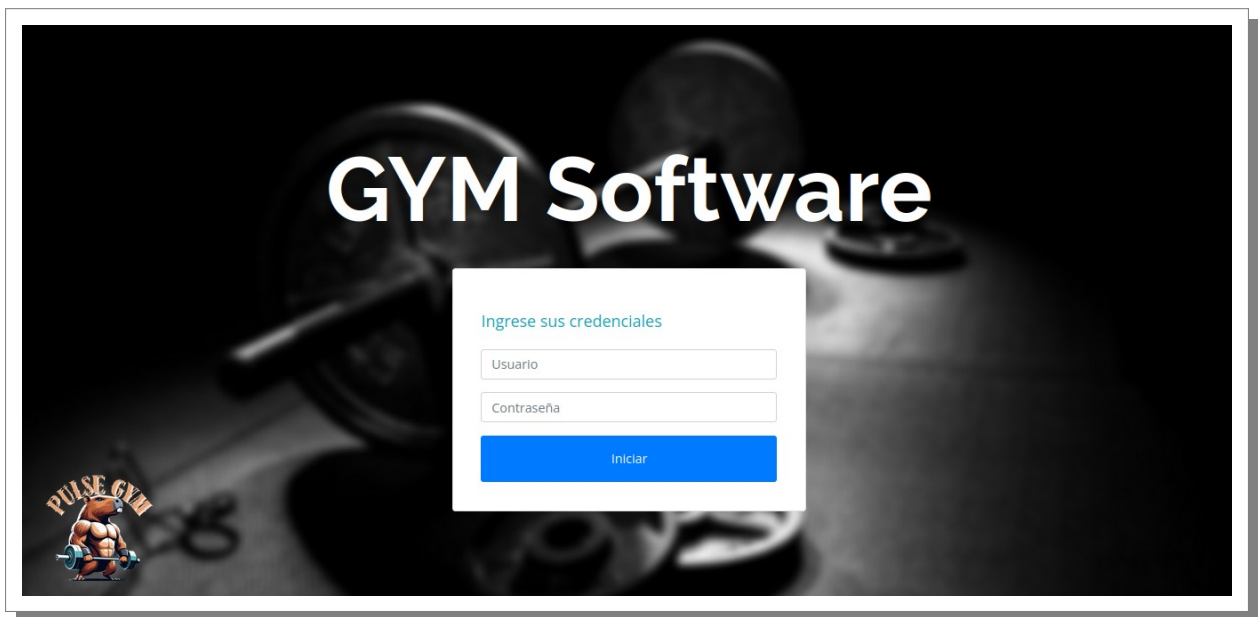 GYM Software
Ingrese sus credenciales
Usuario
Contraseña
Iniciar
PULSE GYM